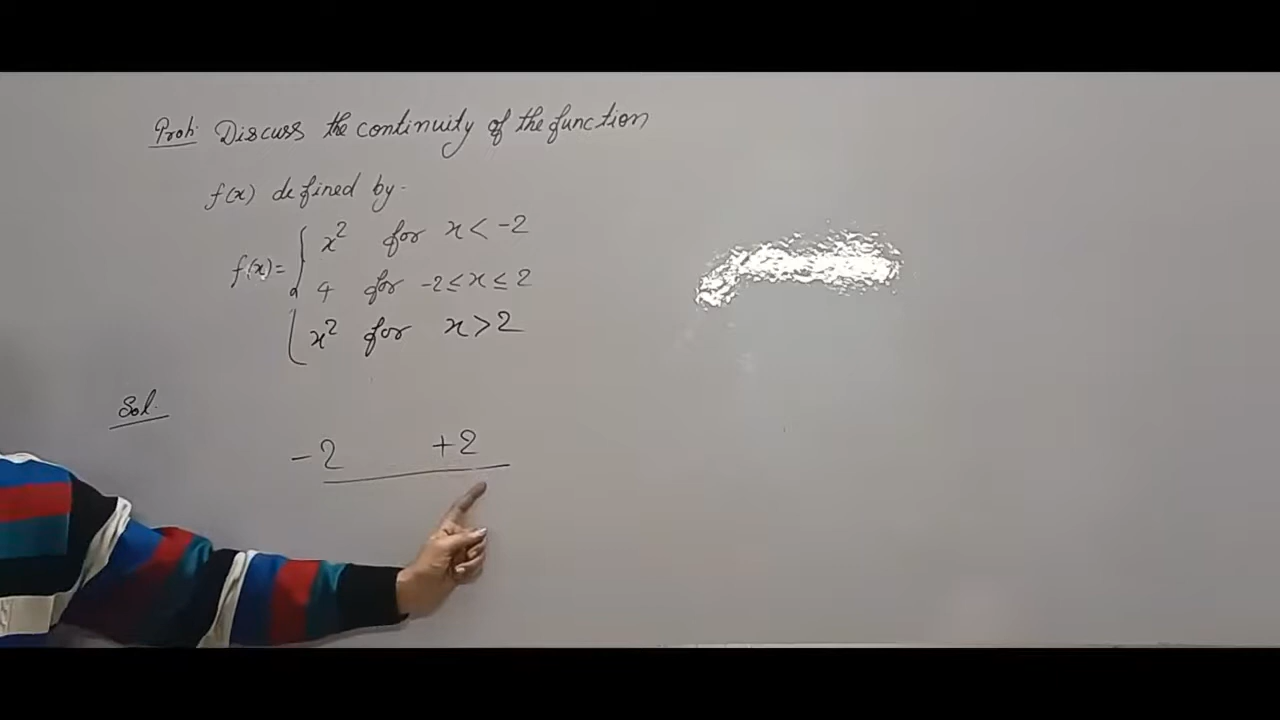 Prob: Discuss the continuity of the function
f(x) defined by-
x² for x < -2
f(x)= { 4 for -2 ≤ x ≤ 2
x² for x > 2
Sol.
-2 +2